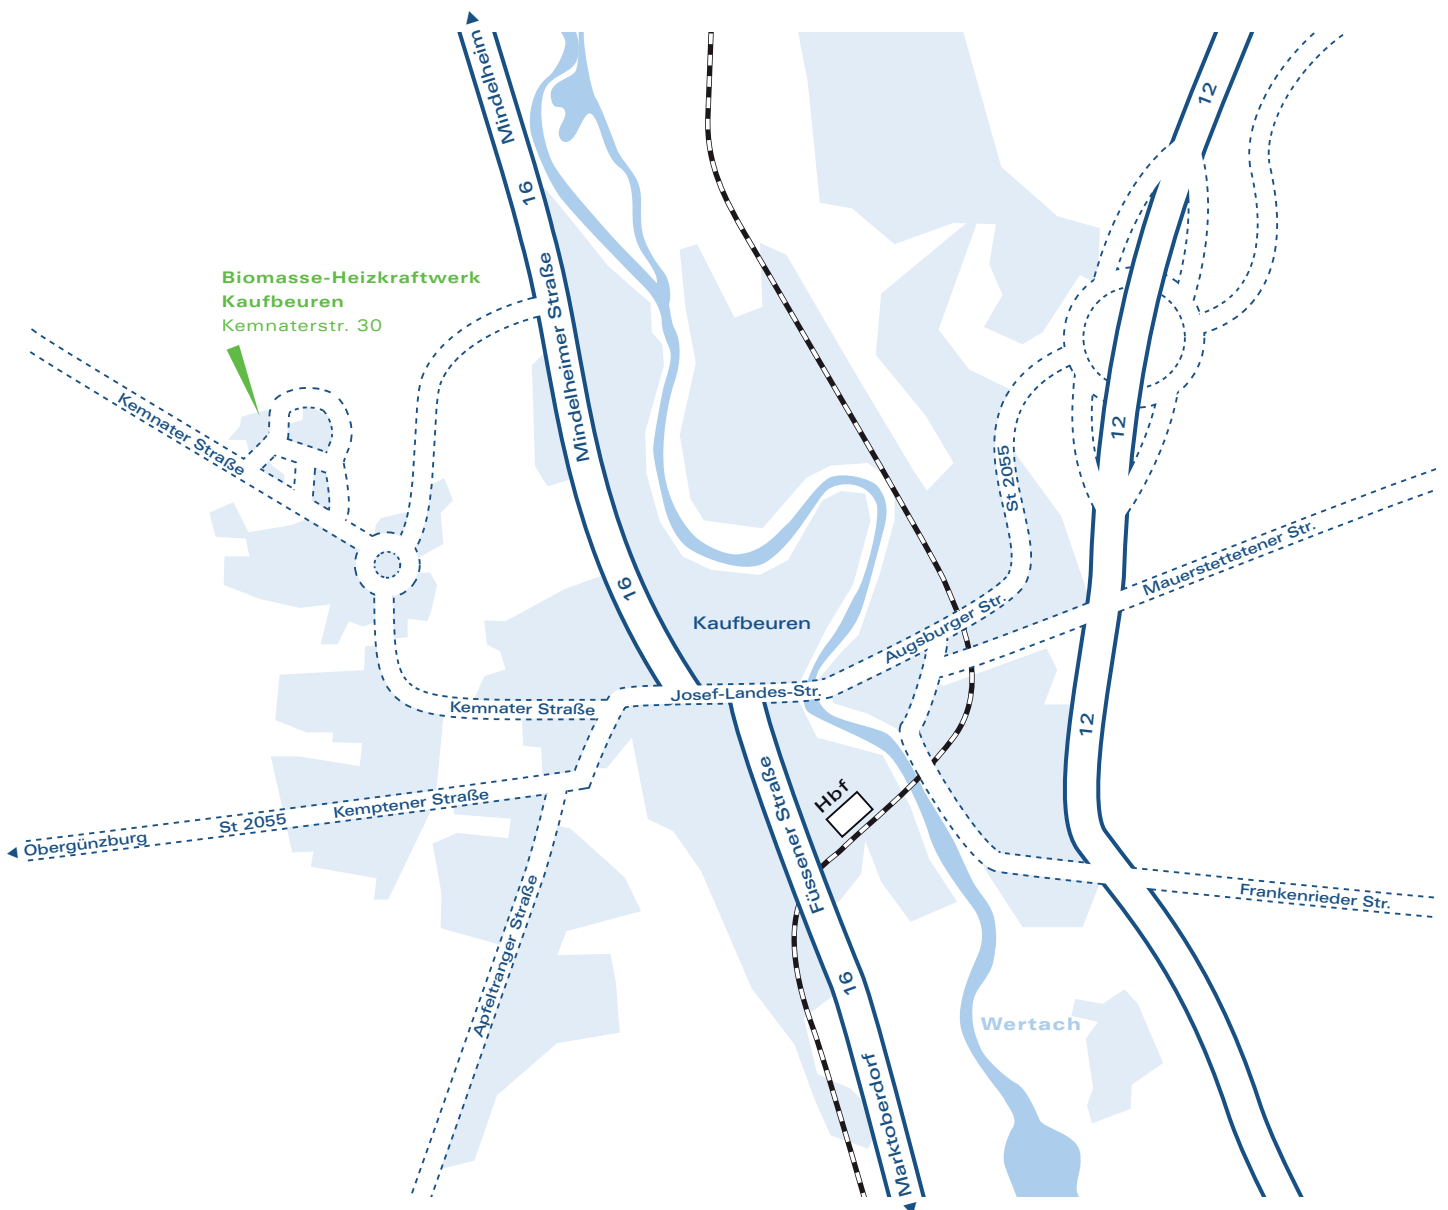 Mindelheim
16
12
Biomasse-Heizkraftwerk
Kaufbeuren
Kemnaterstr. 30
Mindelheimer Straße
Kemnater Straße
12
St 2055
Mauerstettetener Str.
16
Kaufbeuren
Augsburger Str.
Josef-Landes-Str.
Kemnater Straße
12
Hbf
Kemptener Straße
St 2055
Obergünzburg
Füssener Straße
Apfeltranger Straße
Frankenrieder Str.
16
Wertach
Marktoberdorf